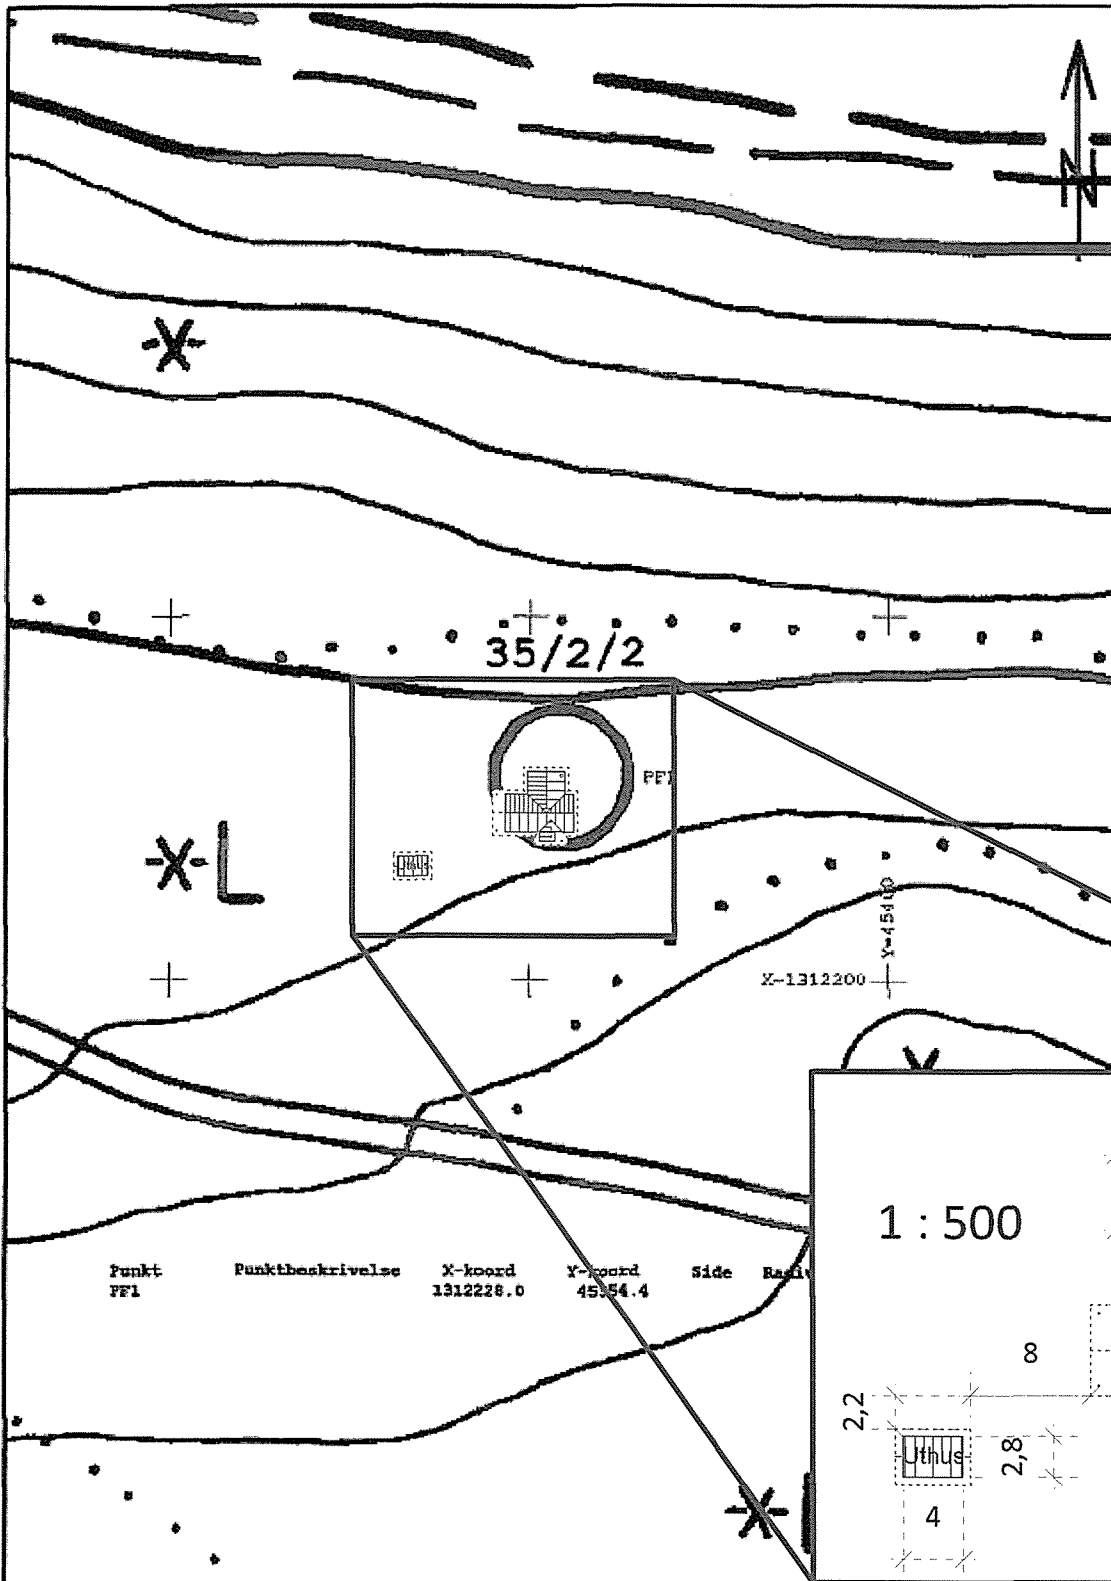 N
35/2/2
PF1
Uthus
L
Y=45400
X=1312200
Punkt Punktbeskrivelse X-koord Y-koord Side
PF1 1312228.0
1 : 500
8
2,2
Uthus
2,8
4